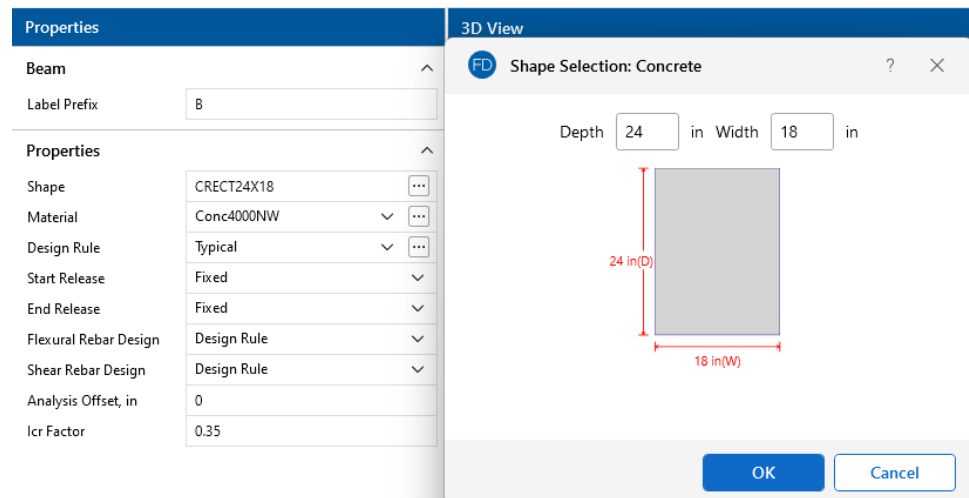 Properties
Beam
Label Prefix B
Properties
Shape CRECT24X18 ...
Material Conc4000NW ...
Design Rule Typical ...
Start Release Fixed
End Release Fixed
Flexural Rebar Design Design Rule
Shear Rebar Design Design Rule
Analysis Offset, in 0
Icr Factor 0.35
3D View
FD Shape Selection: Concrete ?
Depth 24 in Width 18 in
24 in(D)
18 in(W)
OK Cancel